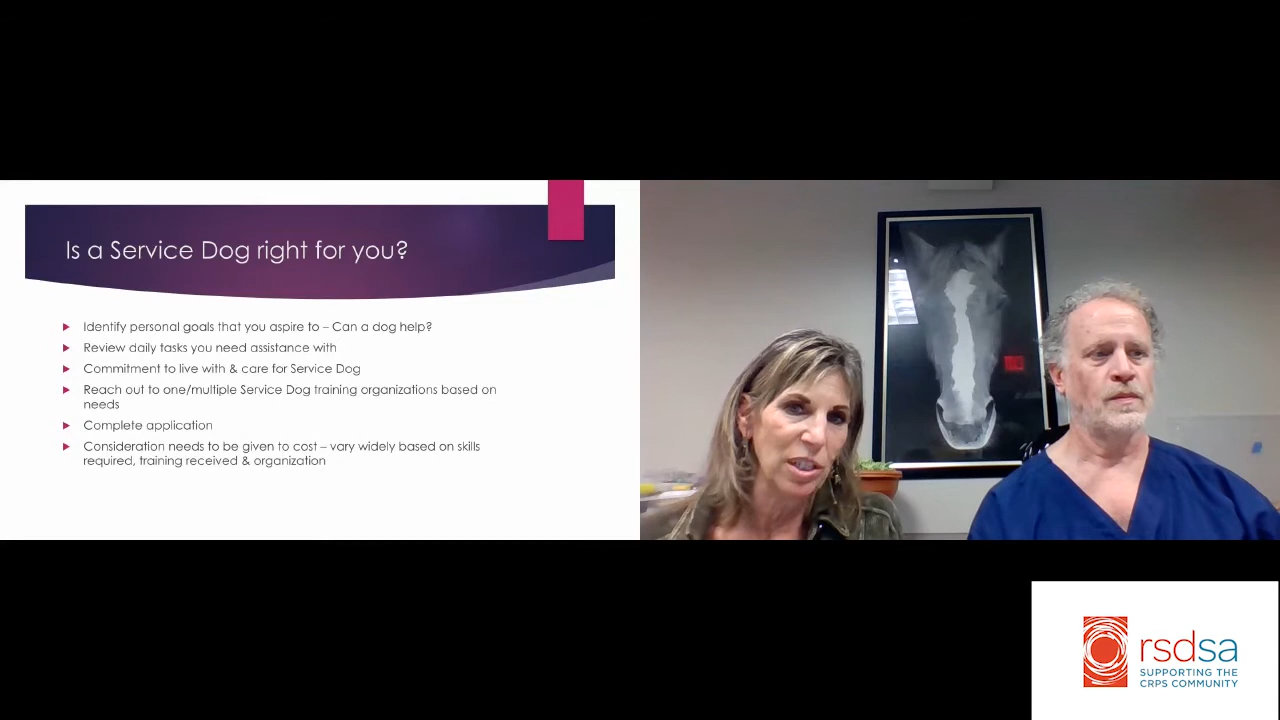 Is a Service Dog right for you?
Identify personal goals that you aspire to – Can a dog help?
Review daily tasks you need assistance with
Commitment to live with & care for Service Dog
Reach out to one/multiple Service Dog training organizations based on
needs
Complete application
Consideration needs to be given to cost – vary widely based on skills
required, training received & organization
rsdsa
SUPPORTING THE
CRPS COMMUNITY